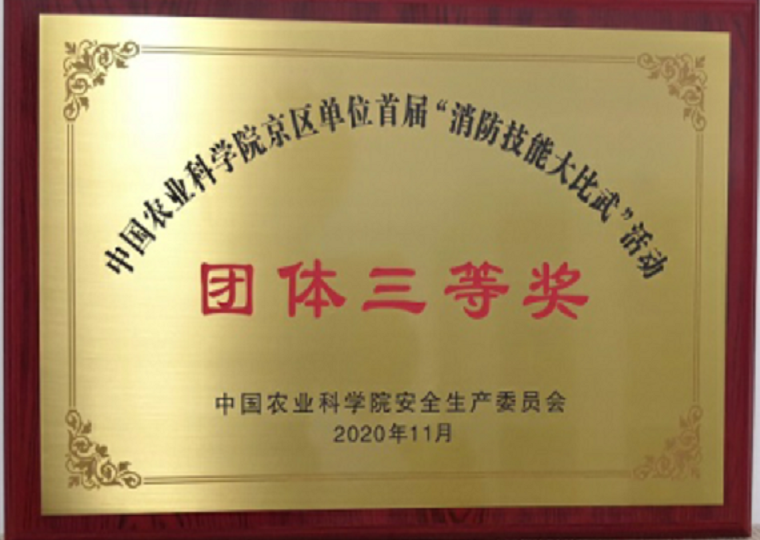 中国农业科学院京区单位首届“消防技能大比武”活动
团体三等奖
中国农业科学院安全生产委员会
2020年11月